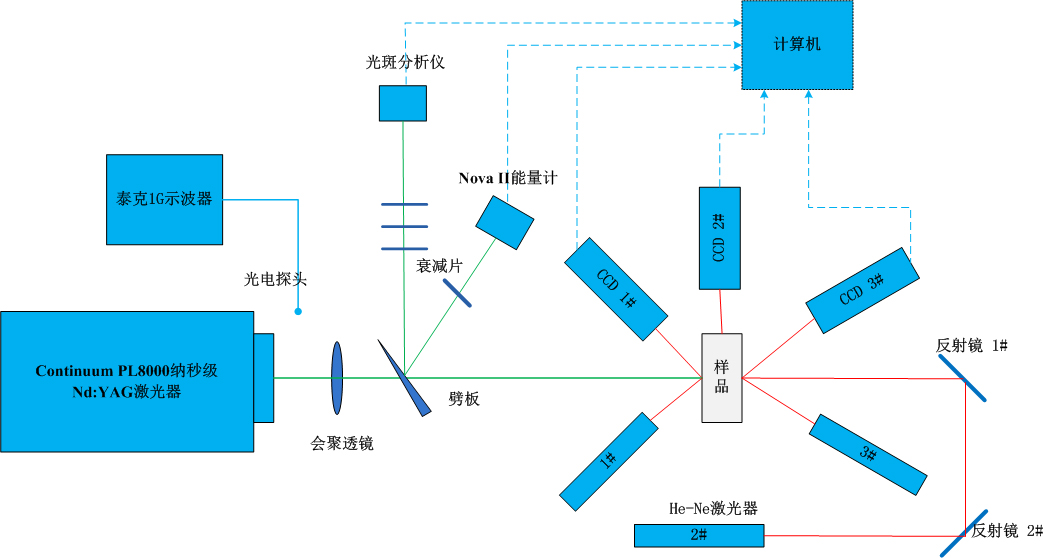 计算机
光斑分析仪
Nova II能量计
泰克1G示波器
CCD 2#
衰减片
光电探头
CCD 1#
CCD 3#
反射镜 1#
Continuum PL8000纳秒级
Nd:YAG激光器
样
品
劈板
会聚透镜
1#
3#
He-Ne激光器
2#
反射镜 2#